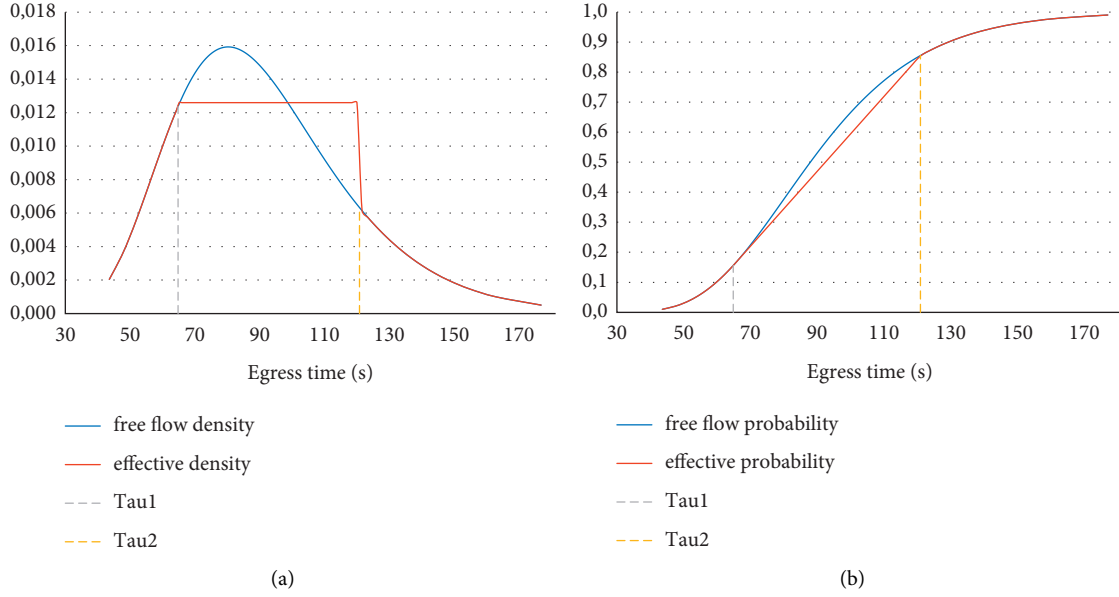 0,018
0,016
0,014
0,012
0,010
0,008
0,006
0,004
0,002
0,000
30 50 70 90 110 130 150 170
Egress time (s)
free flow density
effective density
Tau1
Tau2
(a)
1,0
0,9
0,8
0,7
0,6
0,5
0,4
0,3
0,2
0,1
0,0
30 50 70 90 110 130 150 170
Egress time (s)
free flow probability
effective probability
Tau1
Tau2
(b)